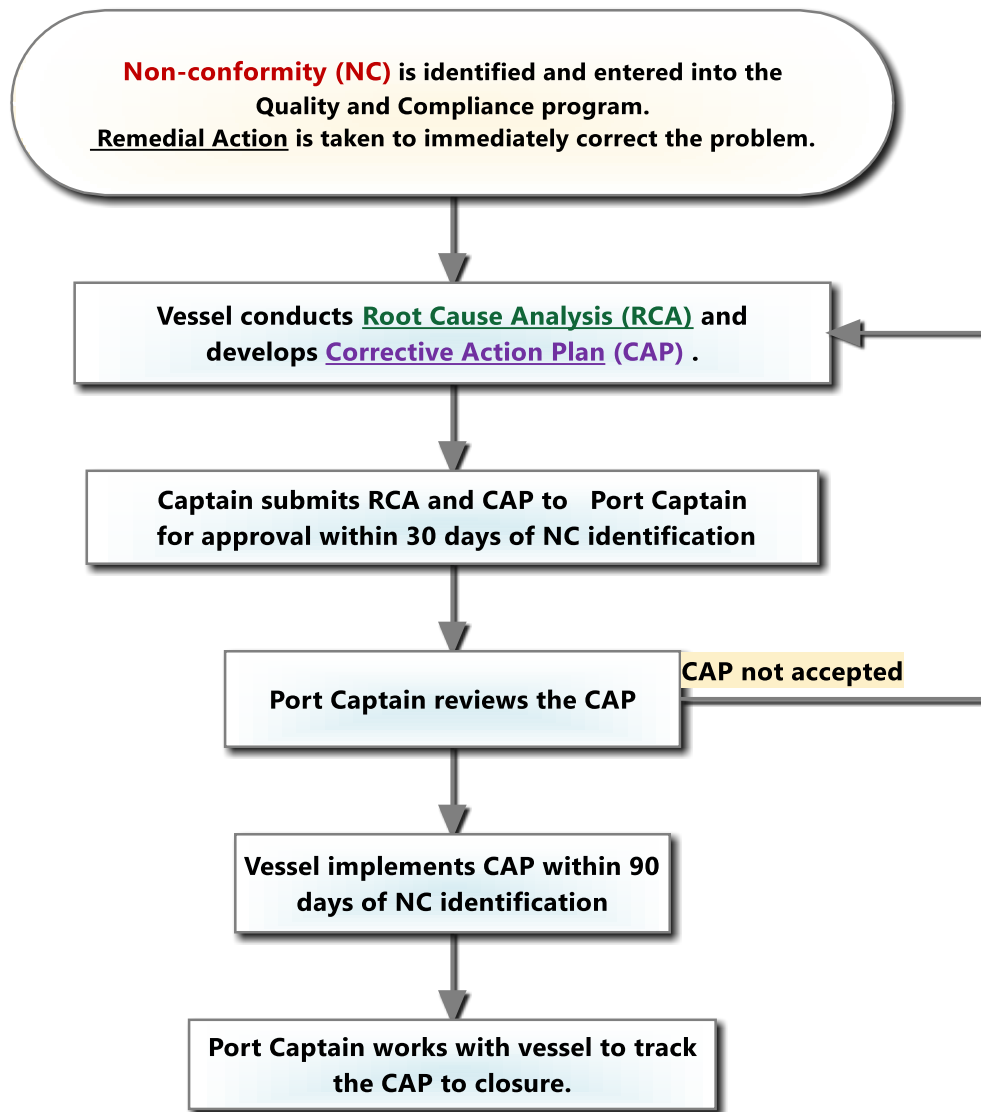 Non-conformity (NC) is identified and entered into the
Quality and Compliance program.
Remedial Action is taken to immediately correct the problem.
Vessel conducts Root Cause Analysis (RCA) and
develops Corrective Action Plan (CAP) .
Captain submits RCA and CAP to Port Captain
for approval within 30 days of NC identification
CAP not accepted
Port Captain reviews the CAP
Vessel implements CAP within 90
days of NC identification
Port Captain works with vessel to track
the CAP to closure.